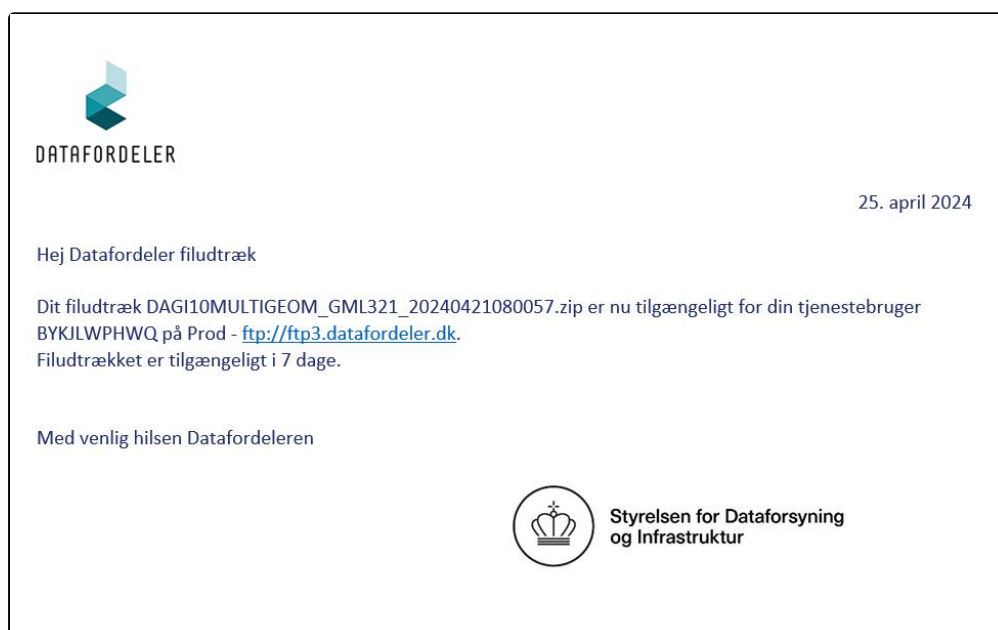 DATAFORDELER
25. april 2024
Hej Datafordeler filudtræk
Dit filudtræk DAGI10MULTIGEOM_GML321_20240421080057.zip er nu tilgængeligt for din tjenestebruger
BYKJLWPHWQ på Prod - ftp://ftp3.datafordeler.dk.
Filudtrækket er tilgængeligt i 7 dage.
Med venlig hilsen Datafordeleren
Styrelsen for Dataforsyning
og Infrastruktur